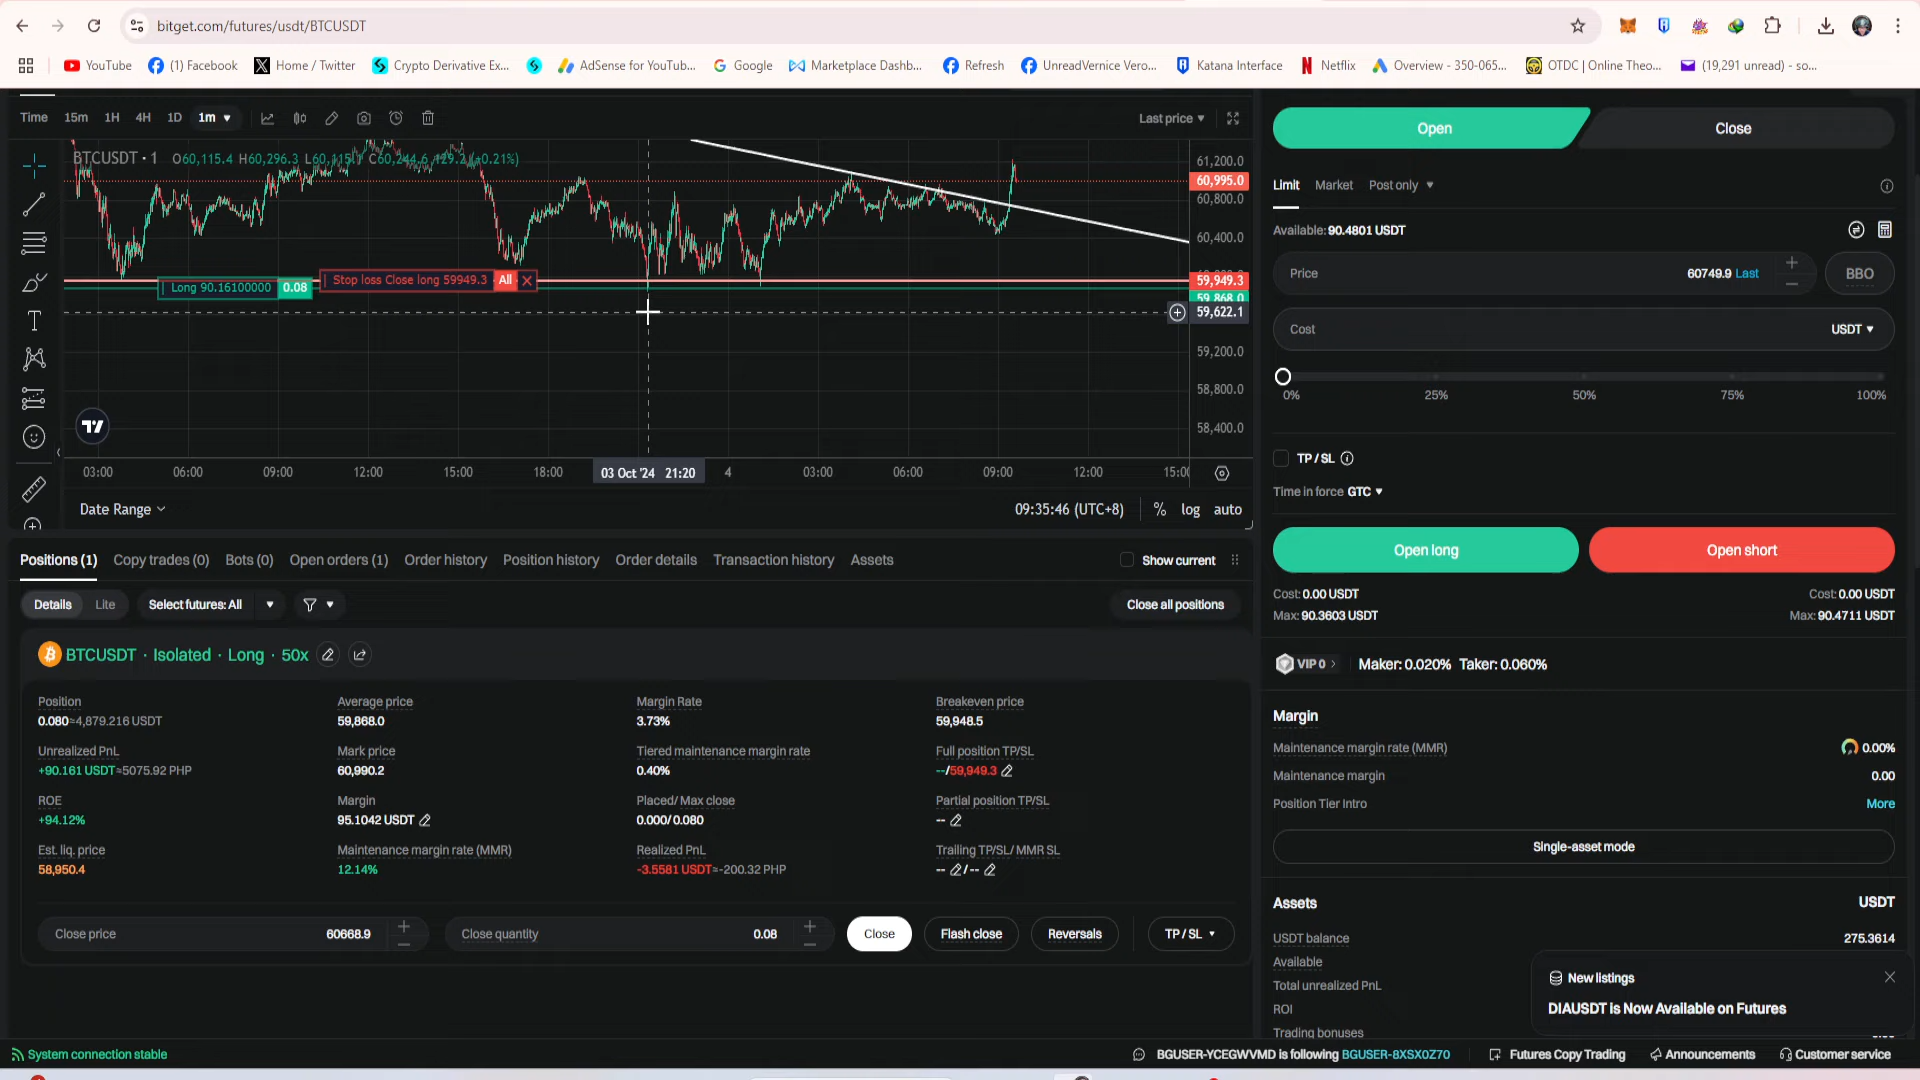 bitget.com/futures/usdt/BTCUSDT
YouTube (1) Facebook Home / Twitter Crypto Derivative Ex... AdSense for YouTub... Google Marketplace Dashb... Refresh UnreadVernice Vero... Katana Interface Netflix Overview - 350-065... OTDC | Online Theo... (19,291 unread) - so...
Time 15m 1H 4H 1D 1m Last price
BTCUSDT · 1 O60,115.4 H60,296.3 L60,115.1 C60,244.6 129.2 (+0.21%)
61,200.0
60,995.0
60,800.0
60,400.0
Long 90.16100000 0.08 Stop loss Close long 59949.3 All
59,949.3
59,868.0
59,622.1
59,200.0
58,800.0
58,400.0
03:00 06:00 09:00 12:00 15:00 18:00 03 Oct '24 21:20 4 03:00 06:00 09:00 12:00 15:00
Date Range 09:35:46 (UTC+8) % log auto
Positions (1) Copy trades (0) Bots (0) Open orders (1) Order history Position history Order details Transaction history Assets Show current
Details Lite Select futures: All Close all positions
BTCUSDT · Isolated · Long · 50x
Position Average price Margin Rate Breakeven price
0.080≈4,879.216 USDT 59,868.0 3.73% 59,948.5
Unrealized PnL Mark price Tiered maintenance margin rate Full position TP/SL
+90.161 USDT≈5075.92 PHP 60,990.2 0.40% --/59,949.3
ROE Margin Placed/ Max close Partial position TP/SL
+94.12% 95.1042 USDT 0.000/ 0.080 --
Est. liq. price Maintenance margin rate (MMR) Realized PnL Trailing TP/SL/ MMR SL
58,950.4 12.14% -3.5581 USDT≈-200.32 PHP -- / --
Close price 60668.9 Close quantity 0.08 Close Flash close Reversals TP / SL
Open Close
Limit Market Post only
Available: 90.4801 USDT
Price 60749.9 Last BBO
Cost USDT
0% 25% 50% 75% 100%
TP / SL
Time in force GTC
Open long Open short
Cost: 0.00 USDT Cost: 0.00 USDT
Max: 90.3603 USDT Max: 90.4711 USDT
VIP 0 Maker: 0.020% Taker: 0.060%
Margin
Maintenance margin rate (MMR) 0.00%
Maintenance margin 0.00
Position Tier Intro More
Single-asset mode
Assets USDT
USDT balance 275.3614
Available
Total unrealized PnL
ROI
Trading bonuses
New listings
DIAUSDT is Now Available on Futures
System connection stable BGUSER-YCEGWVMD is following BGUSER-8XSX0Z70 Futures Copy Trading Announcements Customer service